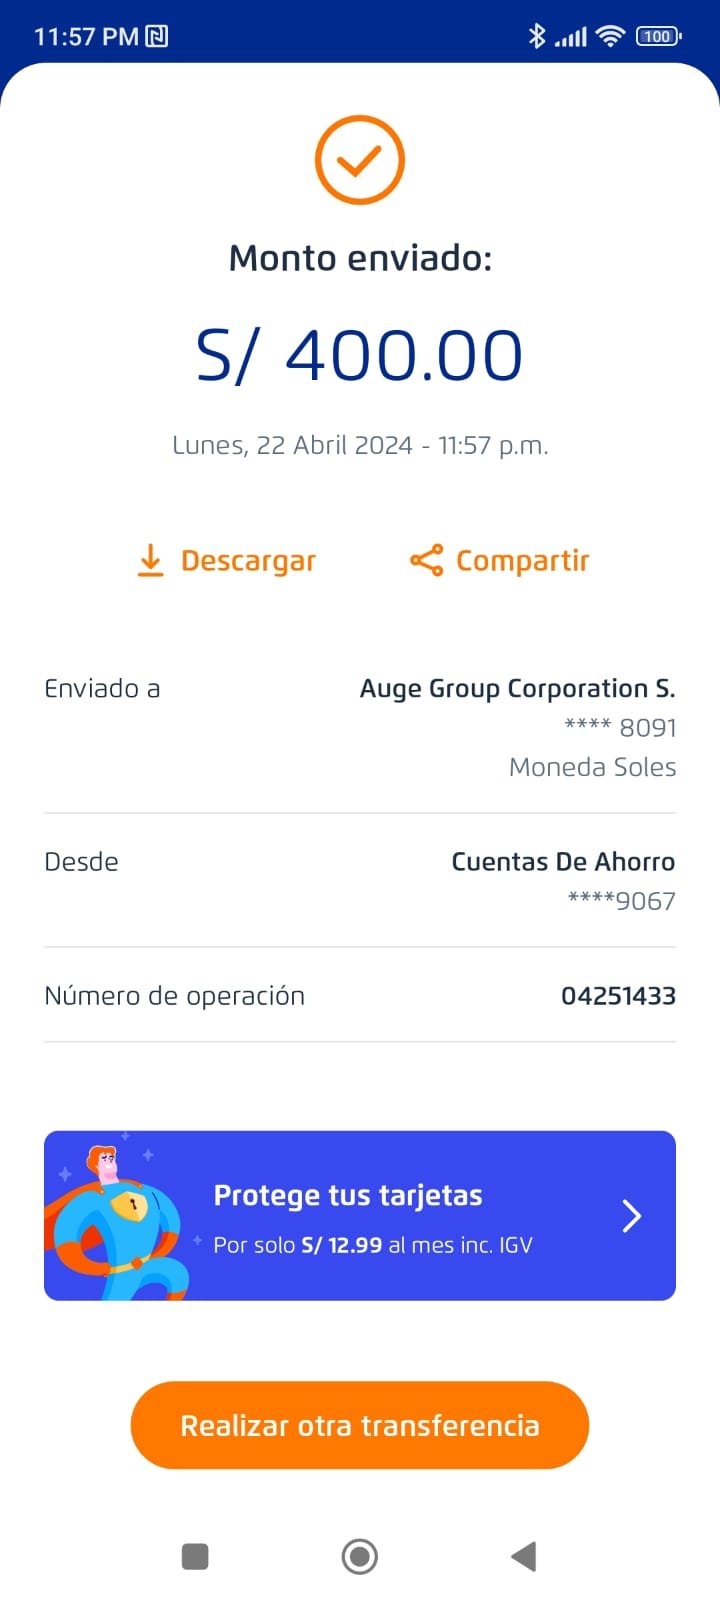 11:57 PM
100
Monto enviado:
S/ 400.00
Lunes, 22 Abril 2024 - 11:57 p.m.
Descargar
Compartir
Enviado a
Auge Group Corporation S.
**** 8091
Moneda Soles
Desde
Cuentas De Ahorro
****9067
Número de operación
04251433
Protege tus tarjetas
Por solo S/ 12.99 al mes inc. IGV
Realizar otra transferencia